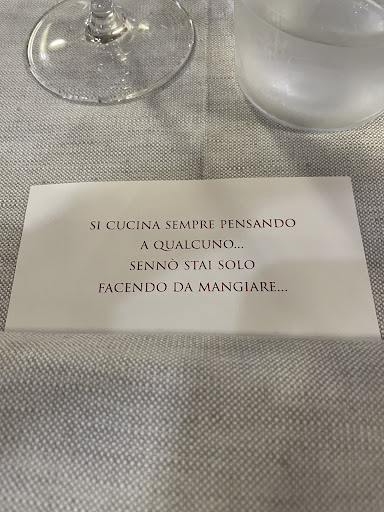 SI CUCINA SEMPRE PENSANDO
A QUALCUNO...
SENNÒ STAI SOLO
FACENDO DA MANGIARE...